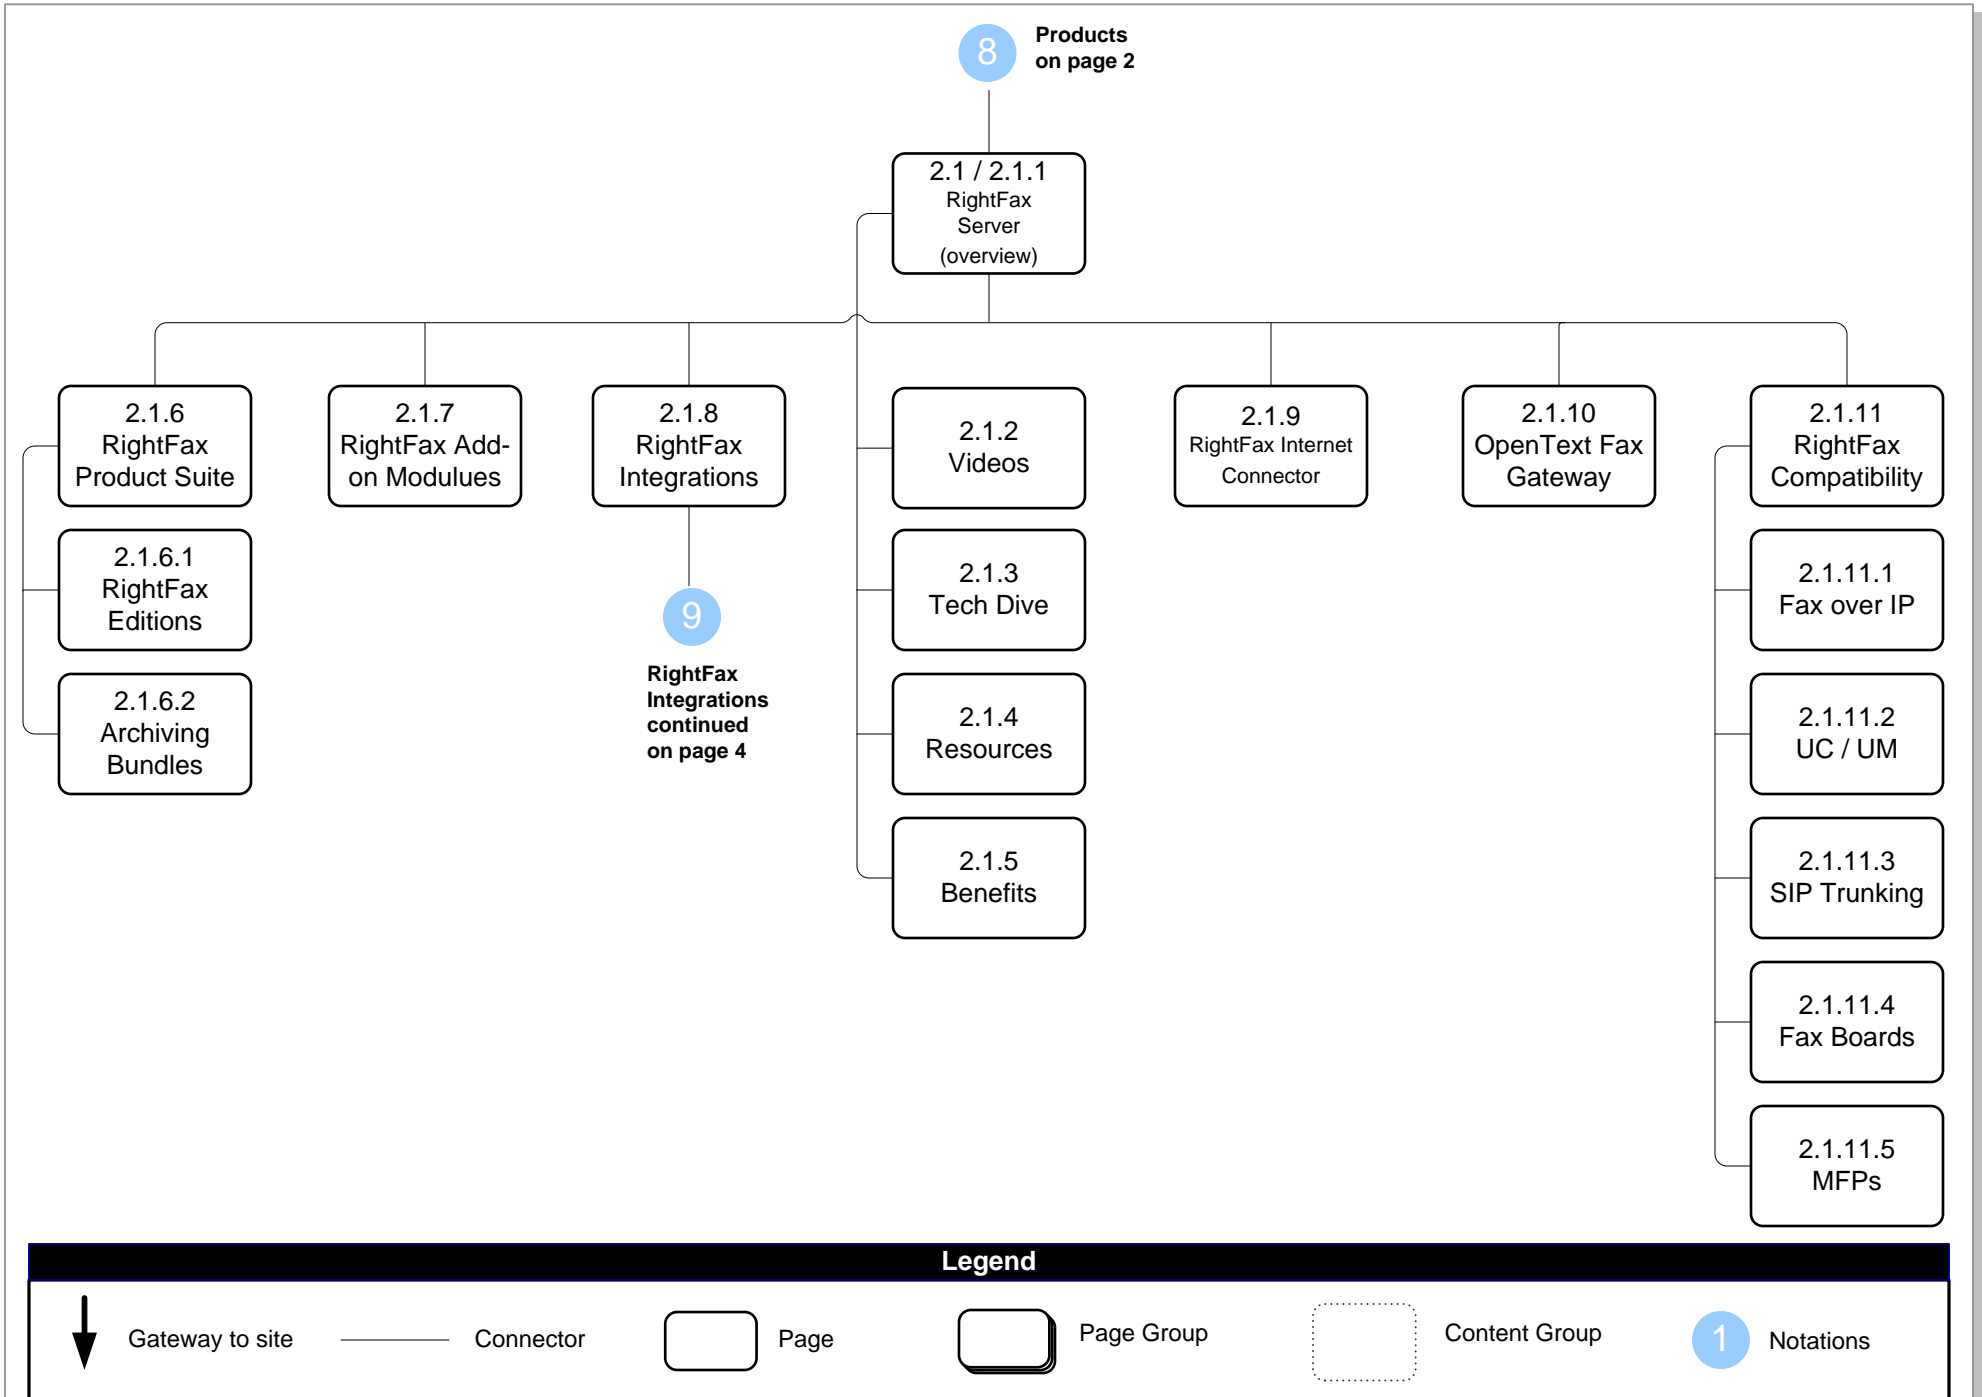 8
Products
on page 2
2.1 / 2.1.1
RightFax
Server
(overview)
2.1.6
RightFax
Product Suite
2.1.7
RightFax Add-
on Modulues
2.1.8
RightFax
Integrations
2.1.2
Videos
2.1.9
RightFax Internet
Connector
2.1.10
OpenText Fax
Gateway
2.1.11
RightFax
Compatibility
2.1.6.1
RightFax
Editions
9
RightFax
Integrations
continued
on page 4
2.1.3
Tech Dive
2.1.11.1
Fax over IP
2.1.6.2
Archiving
Bundles
2.1.4
Resources
2.1.11.2
UC / UM
2.1.5
Benefits
2.1.11.3
SIP Trunking
2.1.11.4
Fax Boards
2.1.11.5
MFPs
Legend
Gateway to site
Connector
Page
Page Group
Content Group
1
Notations